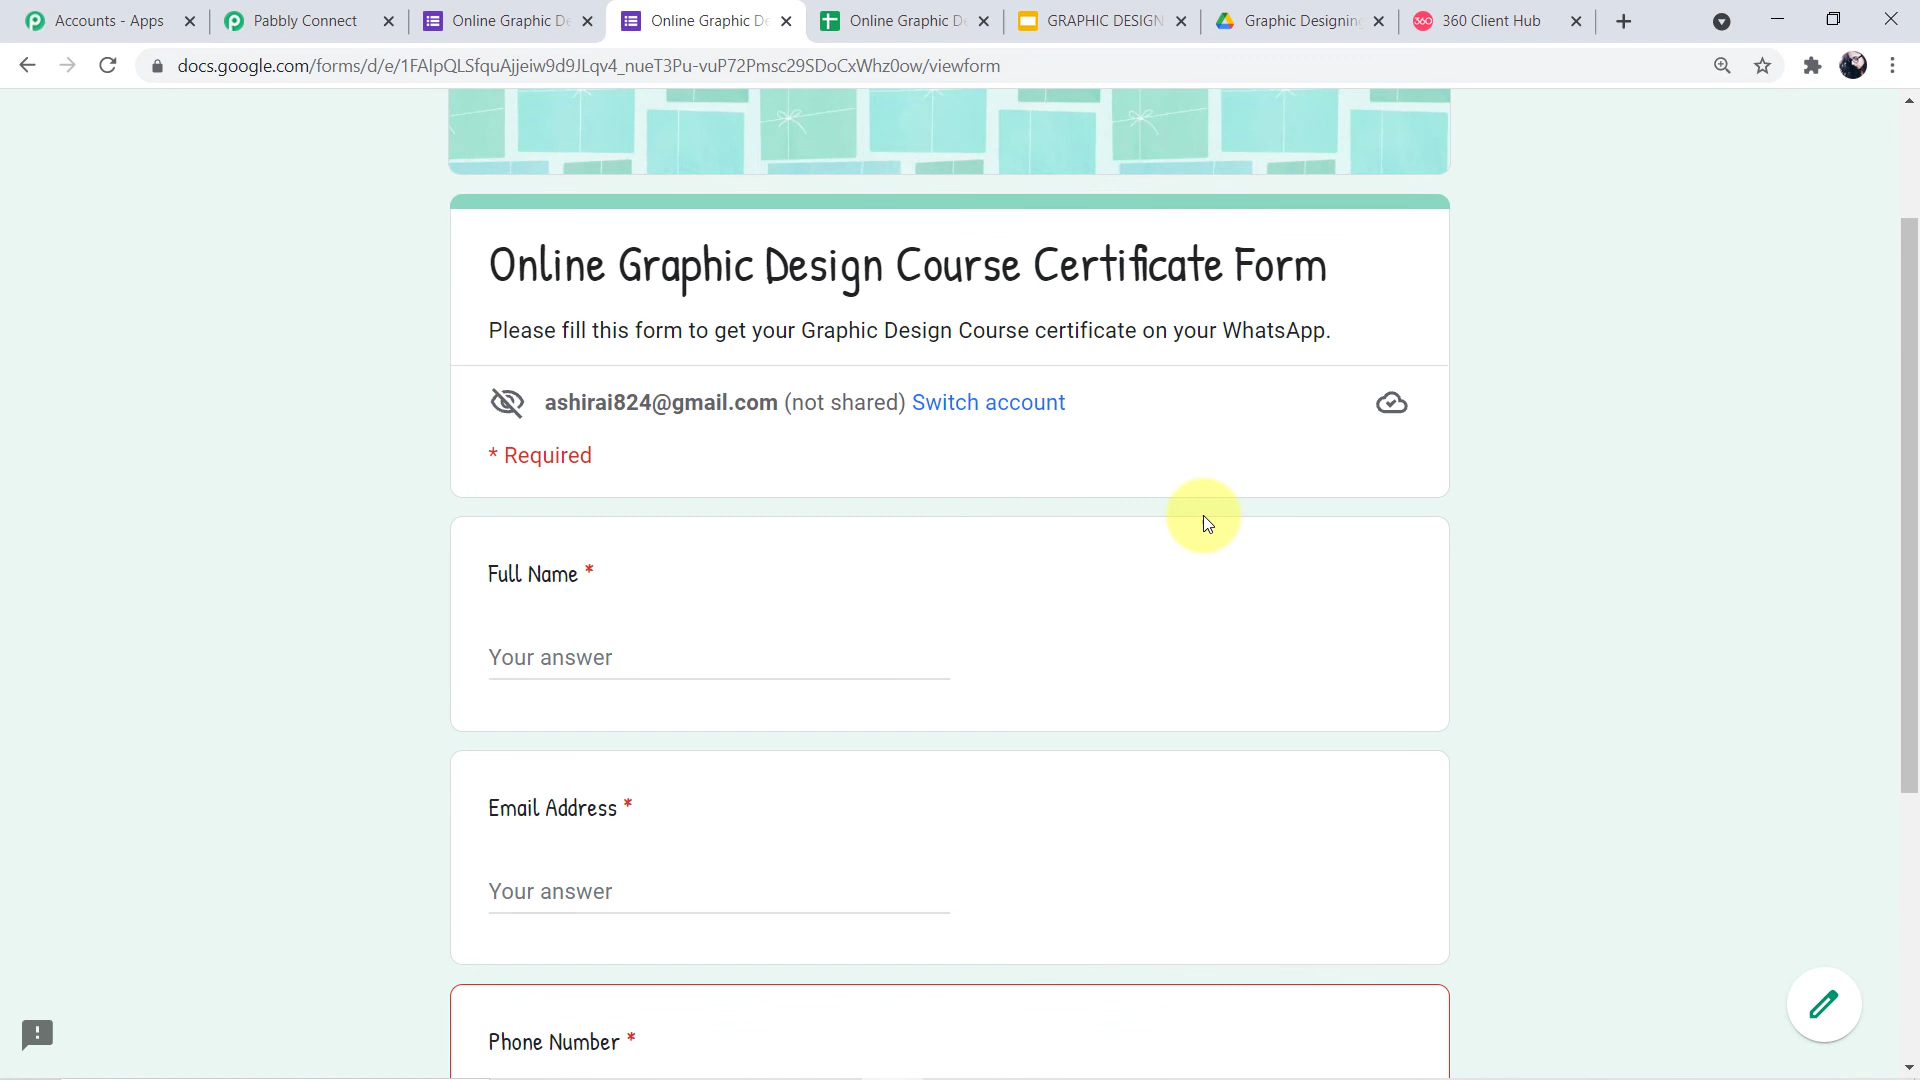 Accounts - Apps
Pabbly Connect
Online Graphic De
Online Graphic De
Online Graphic De
GRAPHIC DESIGN
Graphic Designing
360 Client Hub
docs.google.com/forms/d/e/1FAIpQLSfquAjjeiw9d9JLqv4_nueT3Pu-vuP72Pmsc29SDoCxWhz0ow/viewform
Online Graphic Design Course Certificate Form
Please fill this form to get your Graphic Design Course certificate on your WhatsApp.
ashirai824@gmail.com (not shared) Switch account
* Required
Full Name *
Your answer
Email Address *
Your answer
Phone Number *